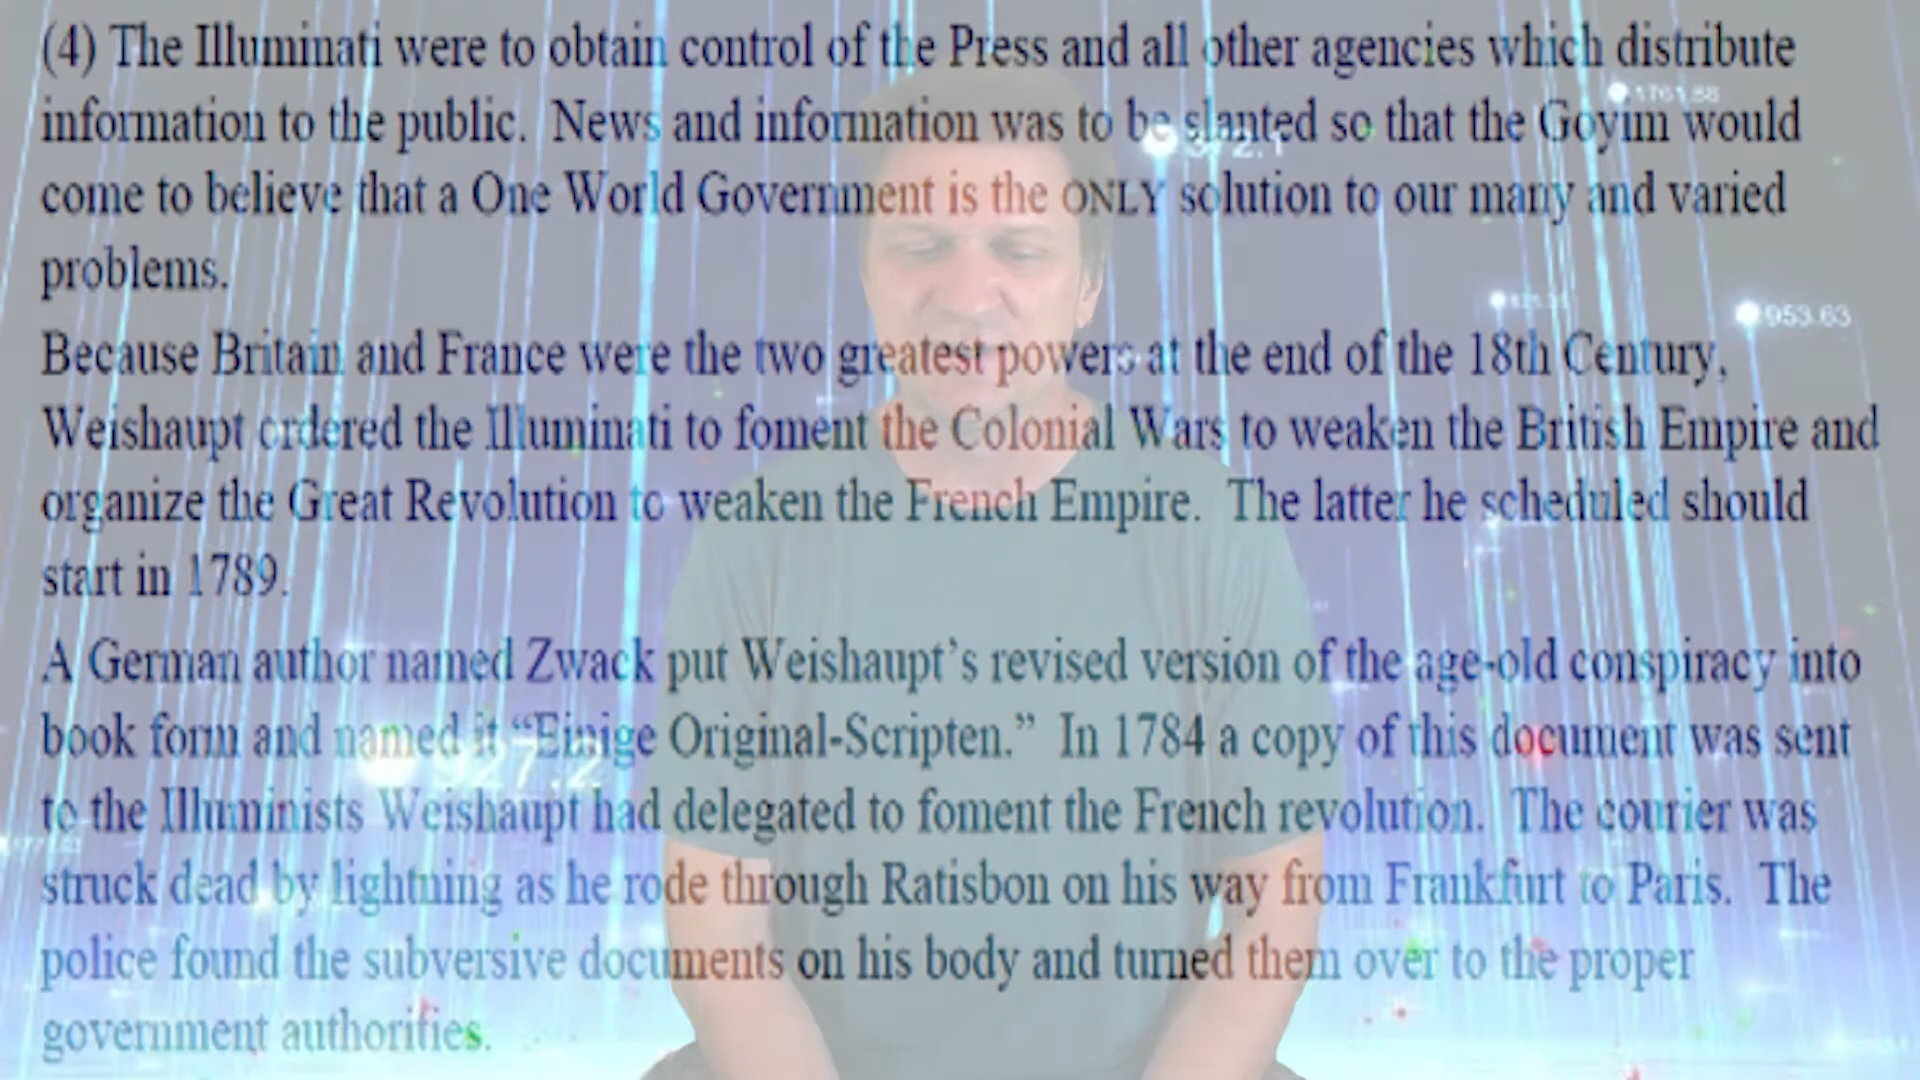 (4) The Illuminati were to obtain control of the Press and all other agencies which distribute
information to the public. News and information was to be slanted so that the Goyim would
come to believe that a One World Government is the ONLY solution to our many and varied
problems.
Because Britain and France were the two greatest powers at the end of the 18th Century,
Weishaupt ordered the Illuminati to foment the Colonial Wars to weaken the British Empire and
organize the Great Revolution to weaken the French Empire. The latter he scheduled should
start in 1789.
A German author named Zwack put Weishaupt’s revised version of the age-old conspiracy into
book form and named it “Einige Original-Scripten.” In 1784 a copy of this document was sent
to the Illuminists Weishaupt had delegated to foment the French revolution. The courier was
struck dead by lightning as he rode through Ratisbon on his way from Frankfurt to Paris. The
police found the subversive documents on his body and turned them over to the proper
government authorities.
1761.88
372.1
953.63
927.2